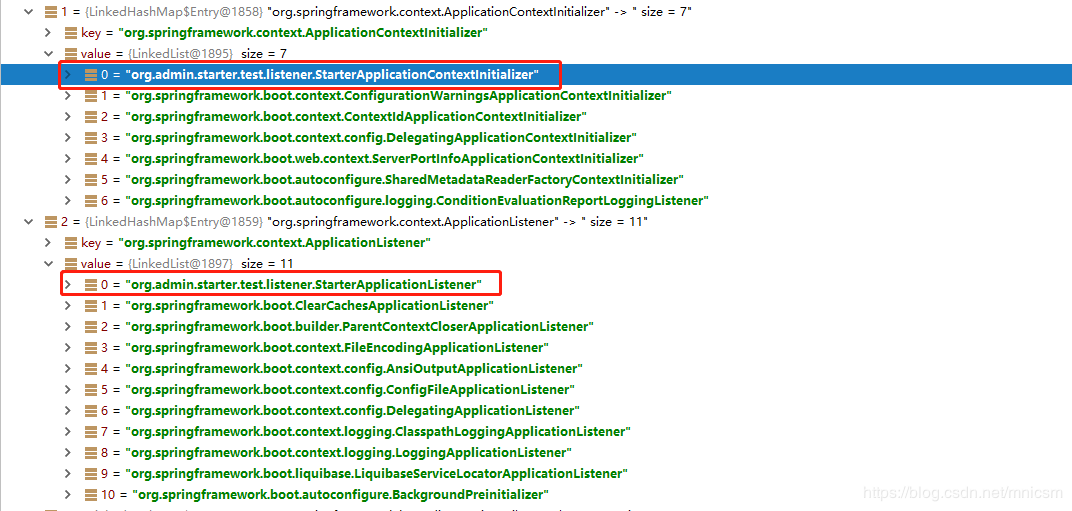 1 = {LinkedHashMap$Entry@1858} "org.springframework.context.ApplicationContextInitializer" -> " size = 7"
key = "org.springframework.context.ApplicationContextInitializer"
value = {LinkedList@1895} size = 7
0 = "org.admin.starter.test.listener.StarterApplicationContextInitializer"
1 = "org.springframework.boot.context.ConfigurationWarningsApplicationContextInitializer"
2 = "org.springframework.boot.context.ContextIdApplicationContextInitializer"
3 = "org.springframework.boot.context.config.DelegatingApplicationContextInitializer"
4 = "org.springframework.boot.web.context.ServerPortInfoApplicationContextInitializer"
5 = "org.springframework.boot.autoconfigure.SharedMetadataReaderFactoryContextInitializer"
6 = "org.springframework.boot.autoconfigure.logging.ConditionEvaluationReportLoggingListener"
2 = {LinkedHashMap$Entry@1859} "org.springframework.context.ApplicationListener" -> " size = 11"
key = "org.springframework.context.ApplicationListener"
value = {LinkedList@1897} size = 11
0 = "org.admin.starter.test.listener.StarterApplicationListener"
1 = "org.springframework.boot.ClearCachesApplicationListener"
2 = "org.springframework.boot.builder.ParentContextCloserApplicationListener"
3 = "org.springframework.boot.context.FileEncodingApplicationListener"
4 = "org.springframework.boot.context.config.AnsiOutputApplicationListener"
5 = "org.springframework.boot.context.config.ConfigFileApplicationListener"
6 = "org.springframework.boot.context.config.DelegatingApplicationListener"
7 = "org.springframework.boot.context.logging.ClasspathLoggingApplicationListener"
8 = "org.springframework.boot.context.logging.LoggingApplicationListener"
9 = "org.springframework.boot.liquibase.LiquibaseServiceLocatorApplicationListener"
10 = "org.springframework.boot.autoconfigure.BackgroundPreinitializer"
https://blog.csdn.net/mnicsm